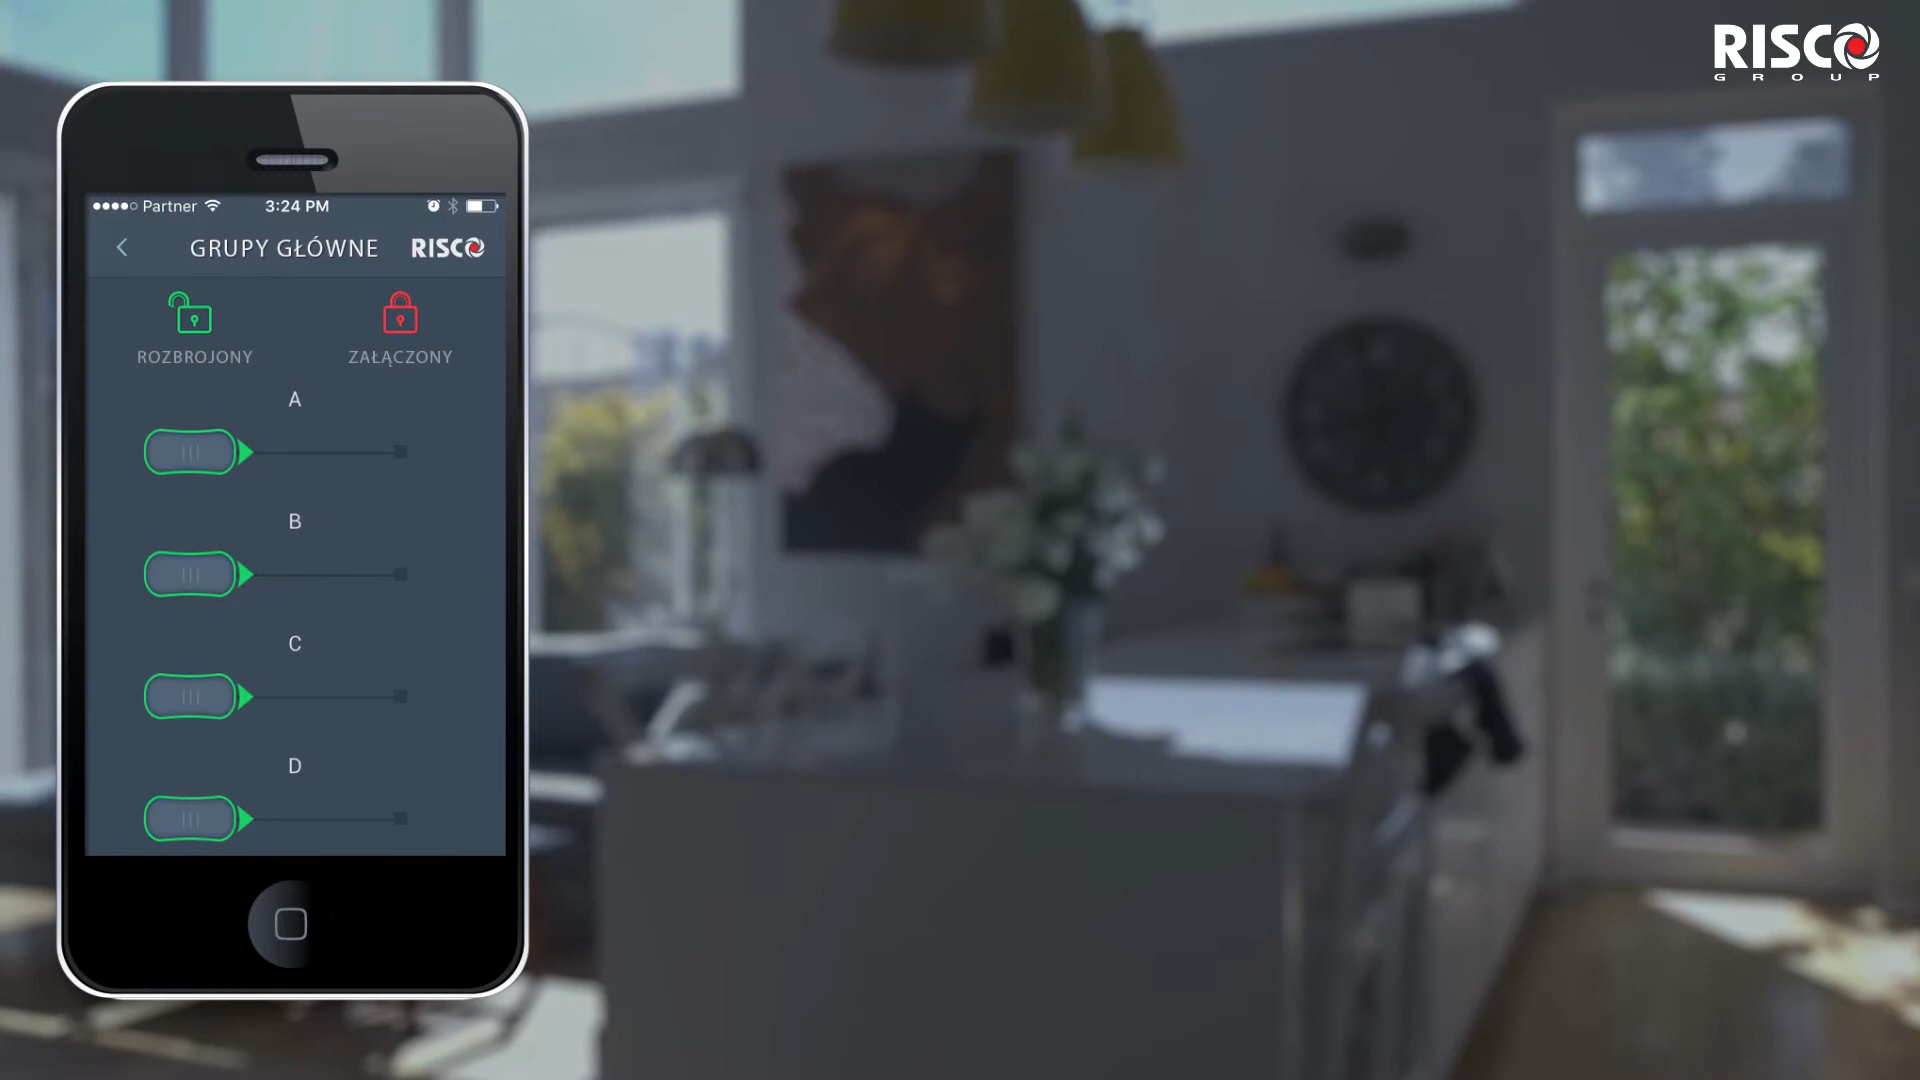 RISCO
GROUP
Partner 3:24 PM
GRUPY GŁÓWNE RISCO
ROZBROJONY ZAŁĄCZONY
A
B
C
D